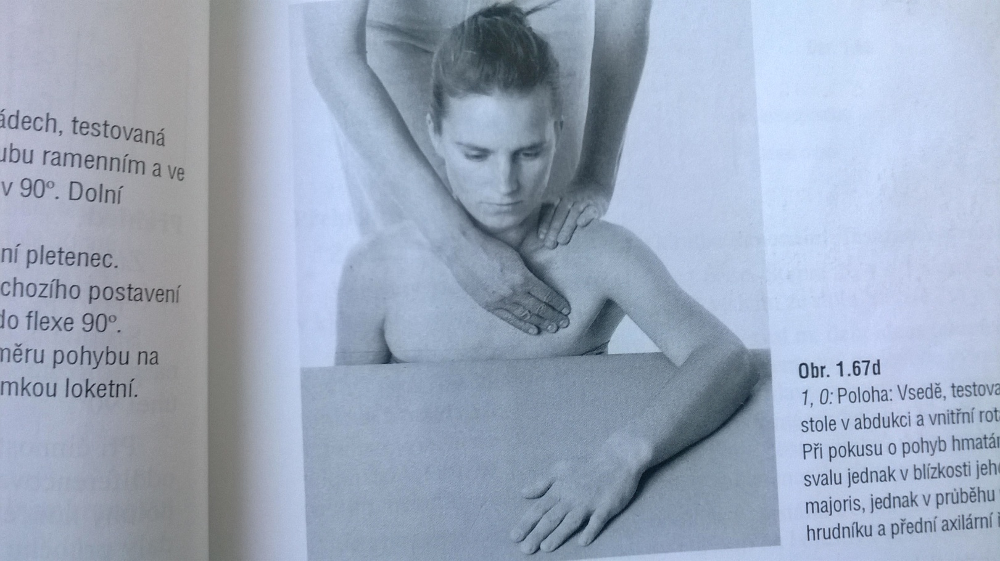 ádech, testovaná
ubu ramenním a ve
v 90°. Dolní
ní pletenec.
chozího postavení
do flexe 90°.
měru pohybu na
mkou loketní.
Obr. 1.67d
1, 0: Poloha: Vsedě, testova
stole v abdukci a vnitřní rot
Při pokusu o pohyb hmatá
svalu jednak v blízkosti jeh
majoris, jednak v průběhu
hrudníku a přední axilární